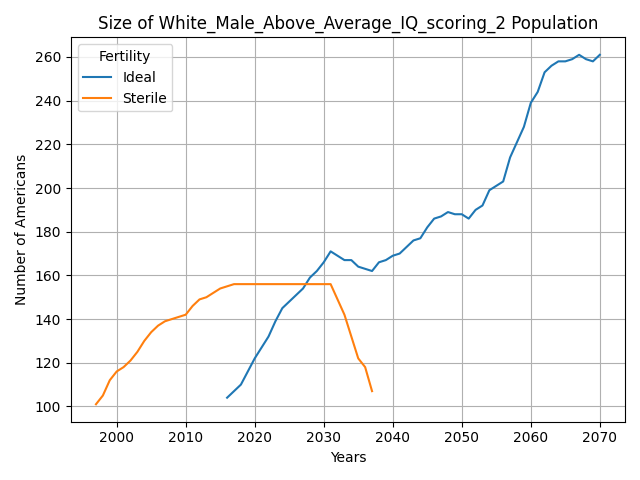 Size of White_Male_Above_Average_IQ_scoring_2 Population
Fertility
Ideal
Sterile
Number of Americans
260
240
220
200
180
160
140
120
100
2000 2010 2020 2030 2040 2050 2060 2070
Years